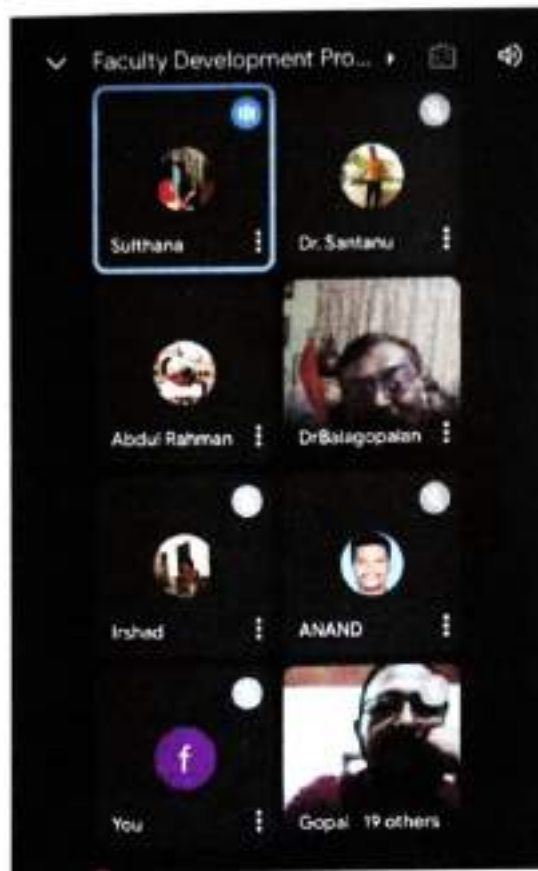 Faculty Development Pro...
Sulthana
Dr. Santanu
Abdul Rahman
DrBalagopalan
Irshad
ANAND
f
You
Gopal 19 others